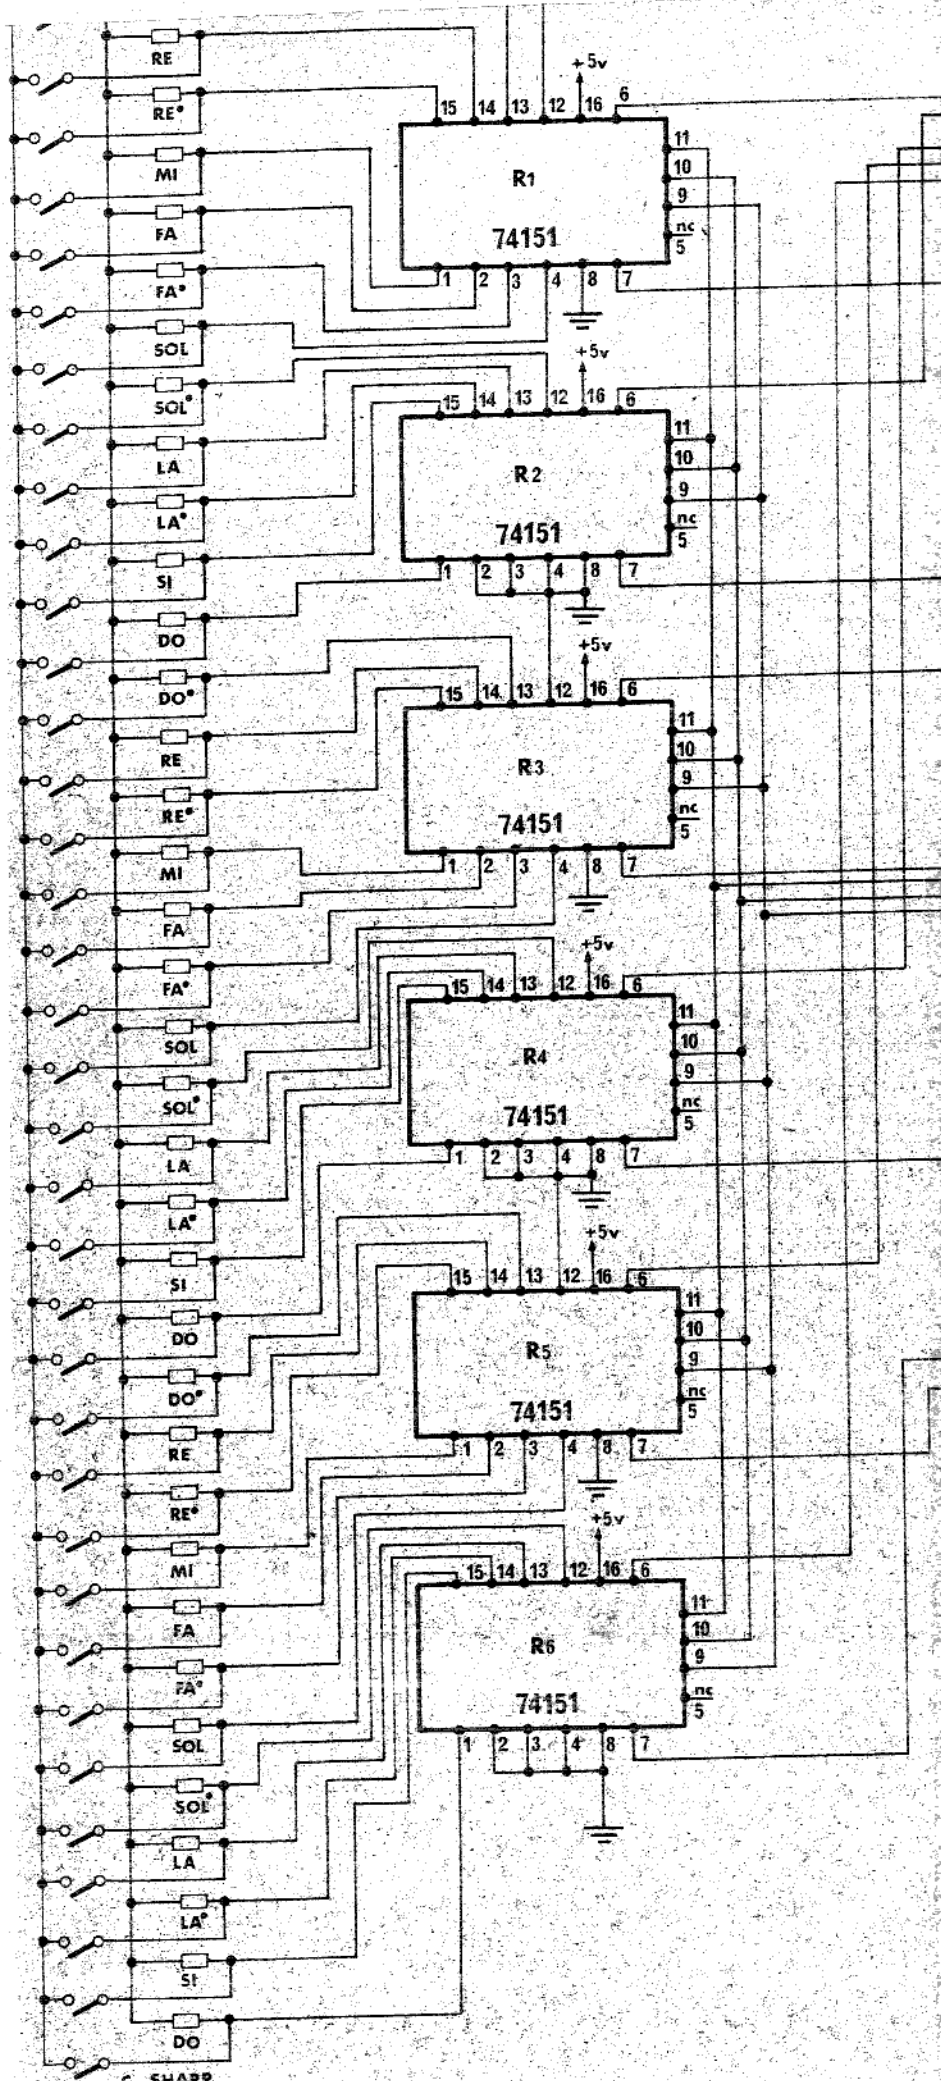 RE
RE•
MI
FA
FA•
SOL
SOL•
LA
LA•
SI
DO
DO•
RE
RE•
MI
FA
FA•
SOL
SOL•
LA
LA•
SI
DO
DO•
RE
RE•
MI
FA
FA•
SOL
SOL•
LA
LA•
SI
DO
+5v
15 14 13 12 16 6
R1
11
10
9
nc
5
74151
1 2 3 4 8 7
+5v
15 14 13 12 16 6
R2
11
10
9
nc
5
74151
1 2 3 4 8 7
+5v
15 14 13 12 16 6
R3
11
10
9
nc
5
74151
1 2 3 4 8 7
+5v
15 14 13 12 16 6
R4
11
10
9
nc
5
74151
1 2 3 4 8 7
+5v
15 14 13 12 16 6
R5
11
10
9
nc
5
74151
1 2 3 4 8 7
+5v
15 14 13 12 16 6
R6
11
10
9
nc
5
74151
1 2 3 4 8 7
SHARP